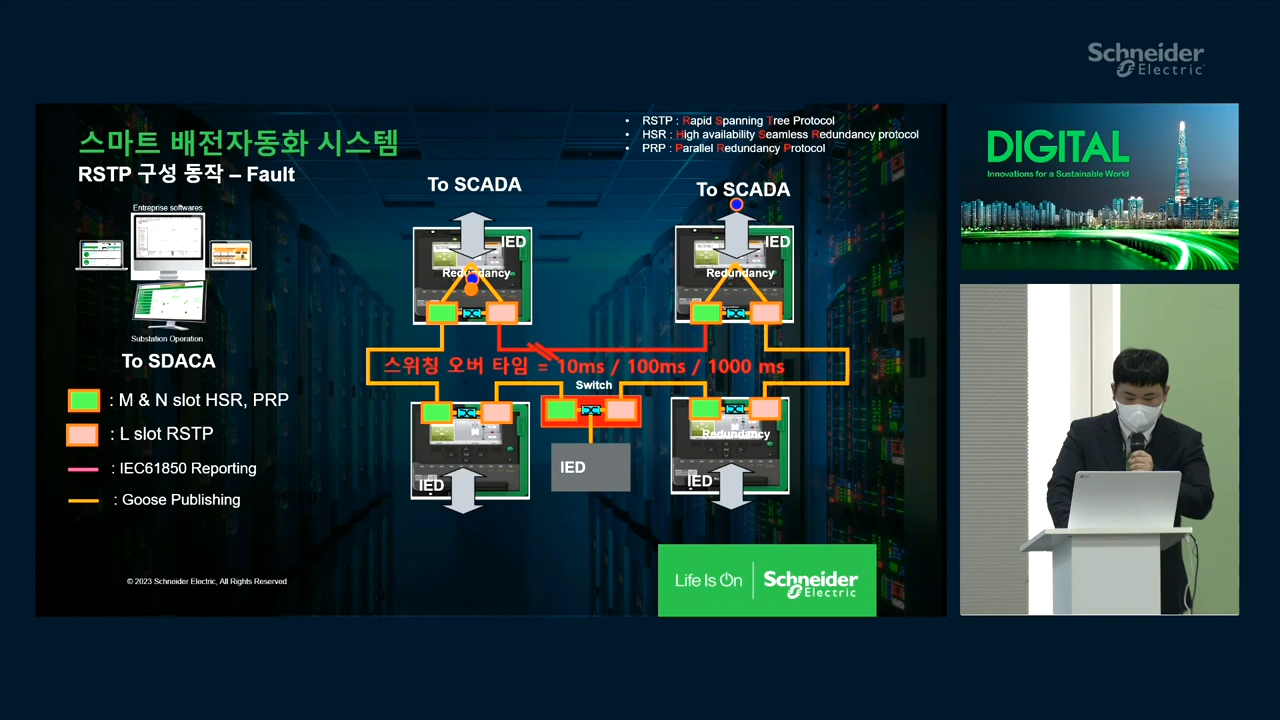 Schneider
Electric
스마트 배전자동화 시스템
RSTP 구성 동작 – Fault
• RSTP : Rapid Spanning Tree Protocol
• HSR : High availability Seamless Redundancy protocol
• PRP : Parallel Redundancy Protocol
DIGITAL
Innovations for a Sustainable World
To SCADA
To SCADA
Entreprise softwares
IED
IED
Redundancy
Redundancy
Substation Operation
To SDACA
스위칭 오버 타임 = 10ms / 100ms / 1000 ms
Switch
: M & N slot HSR, PRP
: L slot RSTP
Redundancy
: IEC61850 Reporting
IED
IED
IED
: Goose Publishing
© 2023 Schneider Electric, All Rights Reserved
Life Is On
Schneider
Electric